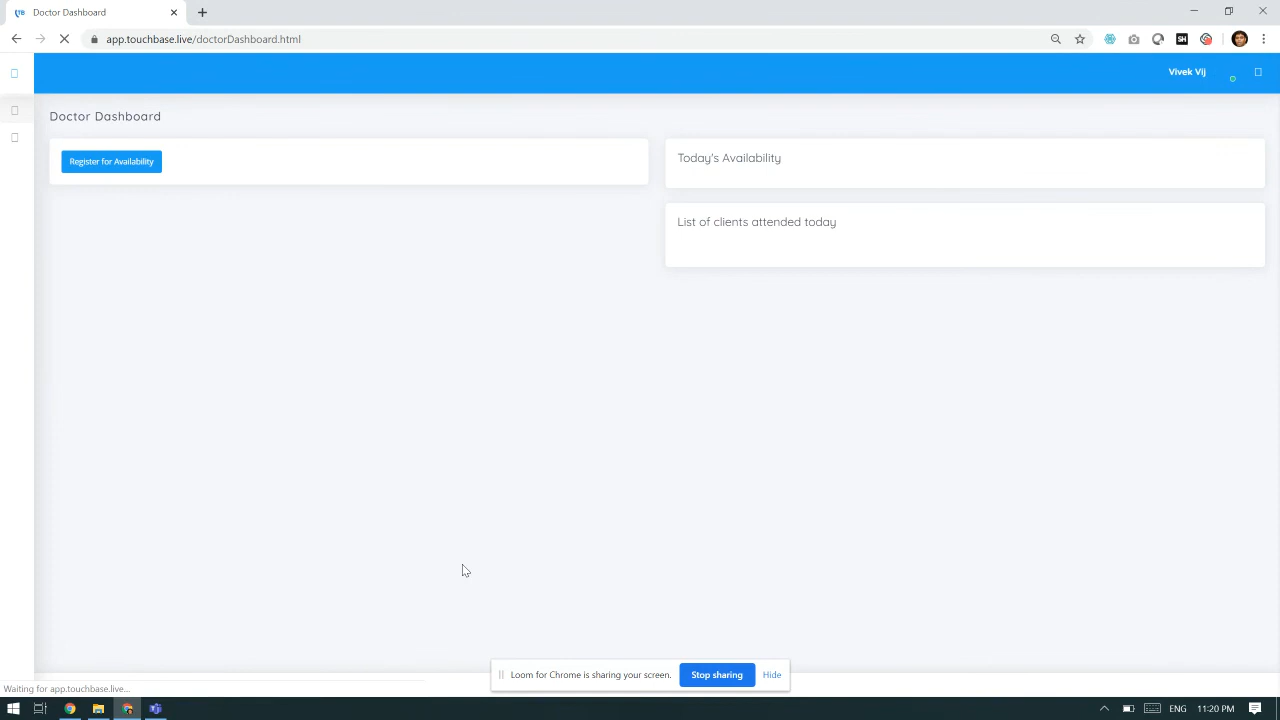 Doctor Dashboard
app.touchbase.live/doctorDashboard.html
SH
Vivek Vij
Doctor Dashboard
Register for Availability
Today's Availability
List of clients attended today
Loom for Chrome is sharing your screen.
Stop sharing
Hide
Waiting for app.touchbase.live...
ENG
11:20 PM